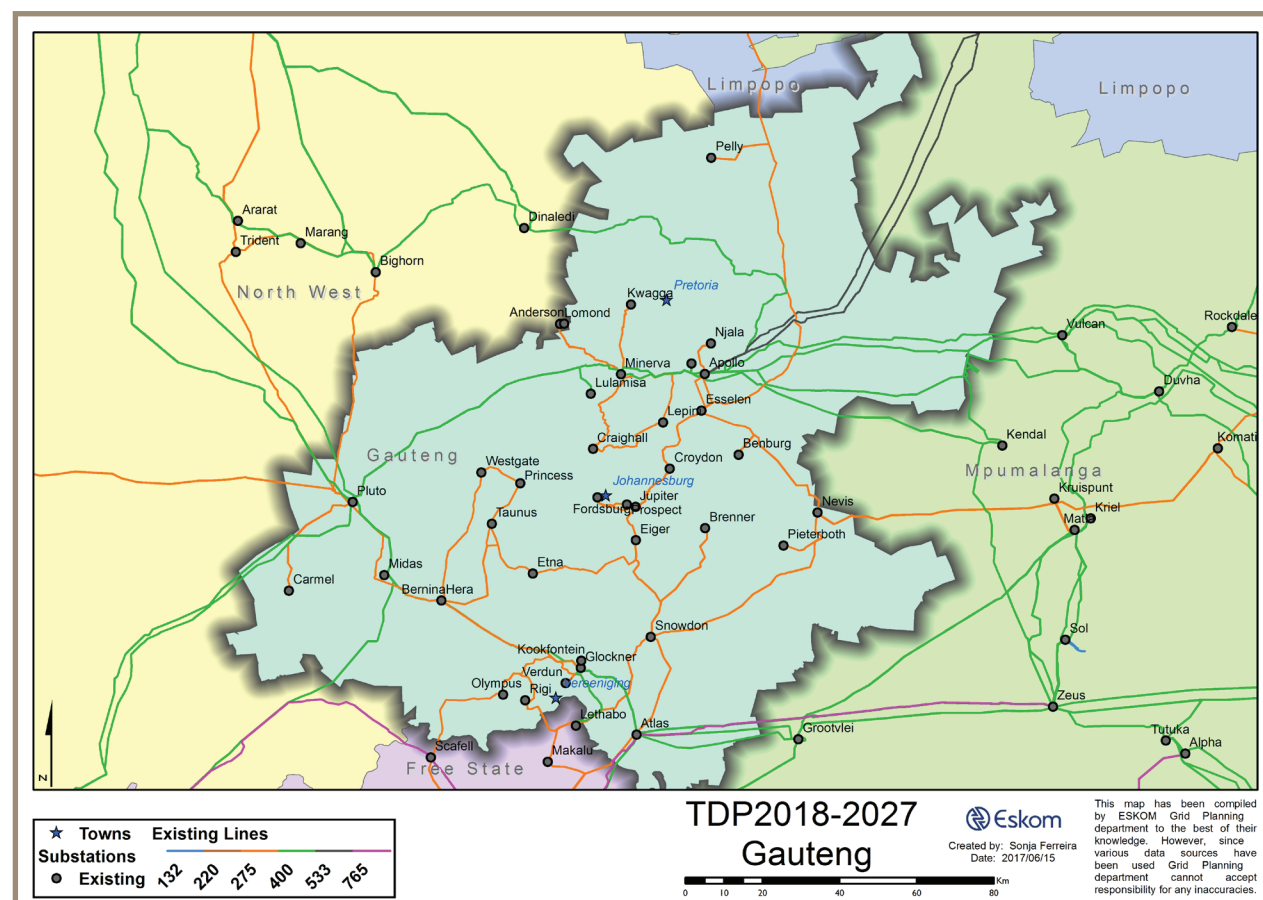 Limpopo
Limpopo
Pelly
Ararat
Dinaledi
Marang
Trident
Bighorn
North West
Pretoria
Kwagga
Anderson
Lomond
Rockdale
Vulcan
Njala
Minerva
Apollo
Lulamisa
Duvha
Esselen
Lepin
Craighall
Benburg
Kendal
Komati
Gauteng
Croydon
Westgate
Mpumalanga
Princess
Johannesburg
Pluto
Kruispunt
Jupiter
Nevis
Fordsburg
Prospect
Kriel
Taunus
Brenner
Matl
Eiger
Pieterboth
Etna
Midas
Carmel
Bernina
Hera
Snowdon
Sol
Kookfontein
Glockner
Verdun
Olympus
Rigi
Vereeniging
Zeus
Lethabo
Atlas
Grootvlei
Tutuka
Scafell
Makalu
Alpha
Free State
N
TDP2018-2027
Gauteng
Eskom
Created by: Sonja Ferreira
Date: 2017/06/15
0 5 10 20 40 60 80
Km
This map has been compiled
by ESKOM Grid Planning
department to the best of their
knowledge. However, since
various data sources have
been used Grid Planning
department cannot accept
responsibility for any inaccuracies.
Towns Existing Lines
Substations
Existing
132 220 275 400 533 765